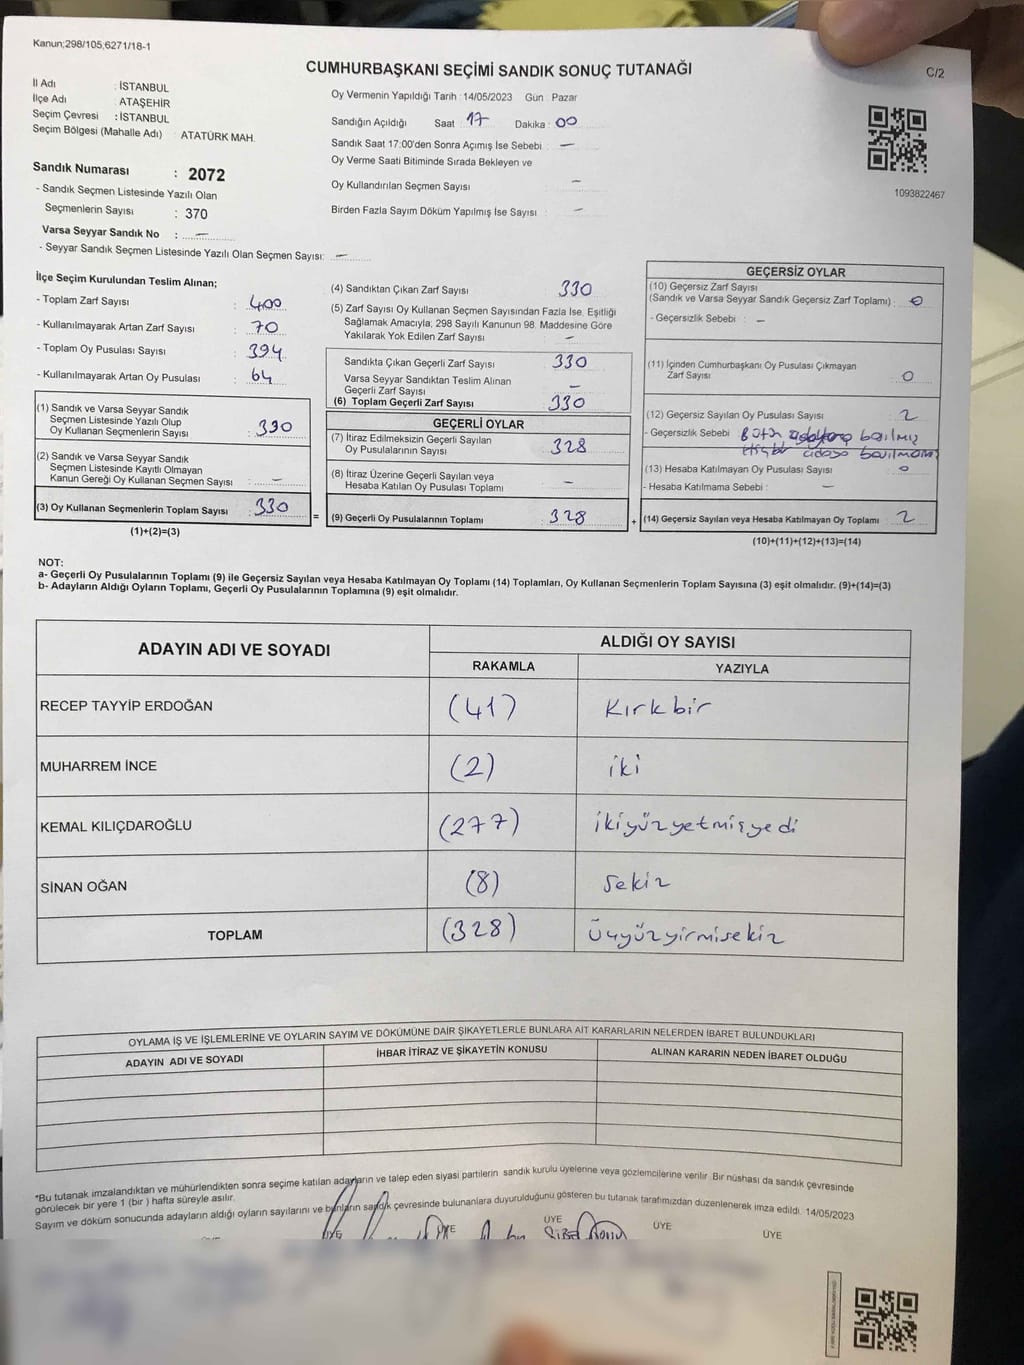 Kanun;298/105;6271/18-1
CUMHURBAŞKANI SEÇİMİ SANDIK SONUÇ TUTANAĞI
C/2
İl Adı : İSTANBUL
İlçe Adı : ATAŞEHİR
Seçim Çevresi : İSTANBUL
Seçim Bölgesi (Mahalle Adı) : ATATÜRK MAH.
Sandık Numarası : 2072
- Sandık Seçmen Listesinde Yazılı Olan
Seçmenlerin Sayısı : 370
Varsa Seyyar Sandık No : —
- Seyyar Sandık Seçmen Listesinde Yazılı Olan Seçmen Sayısı: —
Oy Vermenin Yapıldığı Tarih : 14/05/2023 Gün : Pazar
Sandığın Açıldığı Saat : 17 Dakika : 00
Sandık Saat 17:00'den Sonra Açımış İse Sebebi : —
Oy Verme Saati Bitiminde Sırada Bekleyen ve
Oy Kullandırılan Seçmen Sayısı : —
Birden Fazla Sayım Döküm Yapılmış İse Sayısı : —
1093822467
İlçe Seçim Kurulundan Teslim Alınan;
- Toplam Zarf Sayısı : 400
- Kullanılmayarak Artan Zarf Sayısı : 70
- Toplam Oy Pusulası Sayısı : 394
- Kullanılmayarak Artan Oy Pusulası : 64
(1) Sandık ve Varsa Seyyar Sandık
Seçmen Listesinde Yazılı Olup
Oy Kullanan Seçmenlerin Sayısı : 330
(2) Sandık ve Varsa Seyyar Sandık
Seçmen Listesinde Kayıtlı Olmayan
Kanun Gereği Oy Kullanan Seçmen Sayısı : —
(3) Oy Kullanan Seçmenlerin Toplam Sayısı : 330
(1)+(2)=(3)
(4) Sandıktan Çıkan Zarf Sayısı : 330
(5) Zarf Sayısı Oy Kullanan Seçmen Sayısından Fazla İse, Eşitliği
Sağlamak Amacıyla; 298 Sayılı Kanunun 98. Maddesine Göre
Yakılarak Yok Edilen Zarf Sayısı : —
Sandıkta Çıkan Geçerli Zarf Sayısı : 330
Varsa Seyyar Sandıktan Teslim Alınan
Geçerli Zarf Sayısı : —
(6) Toplam Geçerli Zarf Sayısı : 330
GEÇERLİ OYLAR
(7) İtiraz Edilmeksizin Geçerli Sayılan
Oy Pusulalarının Sayısı : 328
(8) İtiraz Üzerine Geçerli Sayılan veya
Hesaba Katılan Oy Pusulası Toplamı : —
= (9) Geçerli Oy Pusulalarının Toplamı : 328
GEÇERSİZ OYLAR
(10) Geçersiz Zarf Sayısı
(Sandık ve Varsa Seyyar Sandık Geçersiz Zarf Toplamı) : 0
- Geçersizlik Sebebi : —
(11) İçinden Cumhurbaşkanı Oy Pusulası Çıkmayan
Zarf Sayısı : 0
(12) Geçersiz Sayılan Oy Pusulası Sayısı : 2
- Geçersizlik Sebebi : Bütün adaylara basılmış
Hiçbir adaya basılmamış
(13) Hesaba Katılmayan Oy Pusulası Sayısı : 0
- Hesaba Katılmama Sebebi : —
+ (14) Geçersiz Sayılan veya Hesaba Katılmayan Oy Toplamı : 2
(10)+(11)+(12)+(13)=(14)
NOT:
a- Geçerli Oy Pusulalarının Toplamı (9) ile Geçersiz Sayılan veya Hesaba Katılmayan Oy Toplamı (14) Toplamları, Oy Kullanan Seçmenlerin Toplam Sayısına (3) eşit olmalıdır. (9)+(14)=(3)
b- Adayların Aldığı Oyların Toplamı, Geçerli Oy Pusulalarının Toplamına (9) eşit olmalıdır.
ADAYIN ADI VE SOYADI
ALDIĞI OY SAYISI
RAKAMLA YAZIYLA
RECEP TAYYİP ERDOĞAN (41) Kırkbir
MUHARREM İNCE (2) iki
KEMAL KILIÇDAROĞLU (277) ikiyüzyetmişyedi
SİNAN OĞAN (8) Sekiz
TOPLAM (328) Üçyüzyirmisekiz
OYLAMA İŞ VE İŞLEMLERİNE VE OYLARIN SAYIM VE DÖKÜMÜNE DAİR ŞİKAYETLERLE BUNLARA AİT KARARLARIN NELERDEN İBARET BULUNDUKLARI
ADAYIN ADI VE SOYADI İHBAR İTİRAZ VE ŞİKAYETİN KONUSU ALINAN KARARIN NEDEN İBARET OLDUĞU
*Bu tutanak imzalandıktan ve mühürlendikten sonra seçime katılan adayların ve talep eden siyasi partilerin sandık kurulu üyelerine veya gözlemcilerine verilir. Bir nüshası da sandık çevresinde
görülecek bir yere 1 (bir ) hafta süreyle asılır.
Sayım ve döküm sonucunda adayların aldığı oyların sayılarını ve bunların sandık çevresinde bulunanlara duyurulduğunu gösteren bu tutanak tarafımızdan düzenlenerek imza edildi. 14/05/2023
ÜYE ÜYE ÜYE ÜYE ÜYE